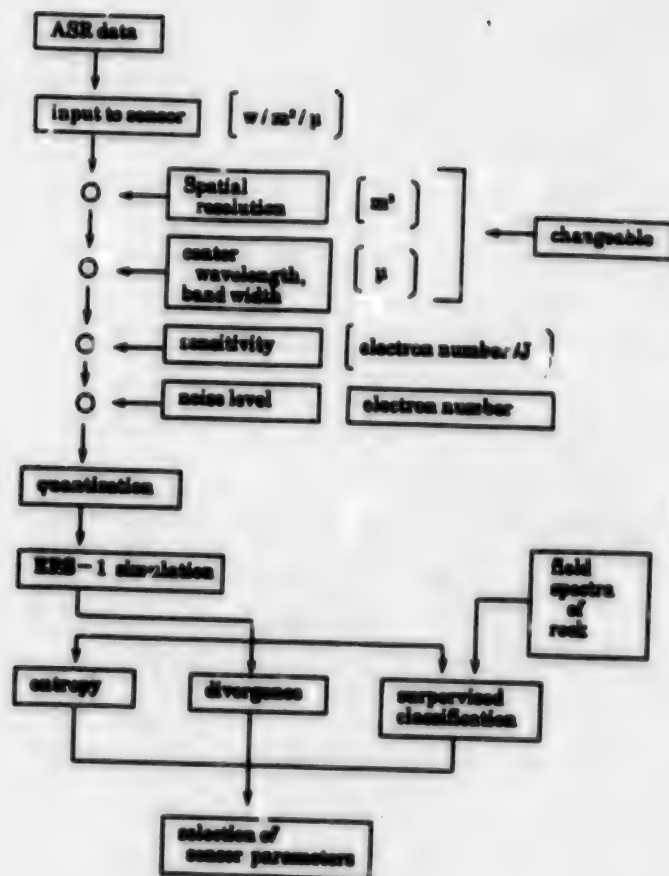 ASR data
input to sensor [ w / m² / μ ]
Spatial
resolution [ m² ]
center
wavelength,
band width [ μ ]
changeable
sensitivity [ electron number /J ]
noise level electron number
quantization
ERS-1 simulation
field
spectra
of
rock
entropy
divergence
surpervised
classification
selection of
sensor parameters